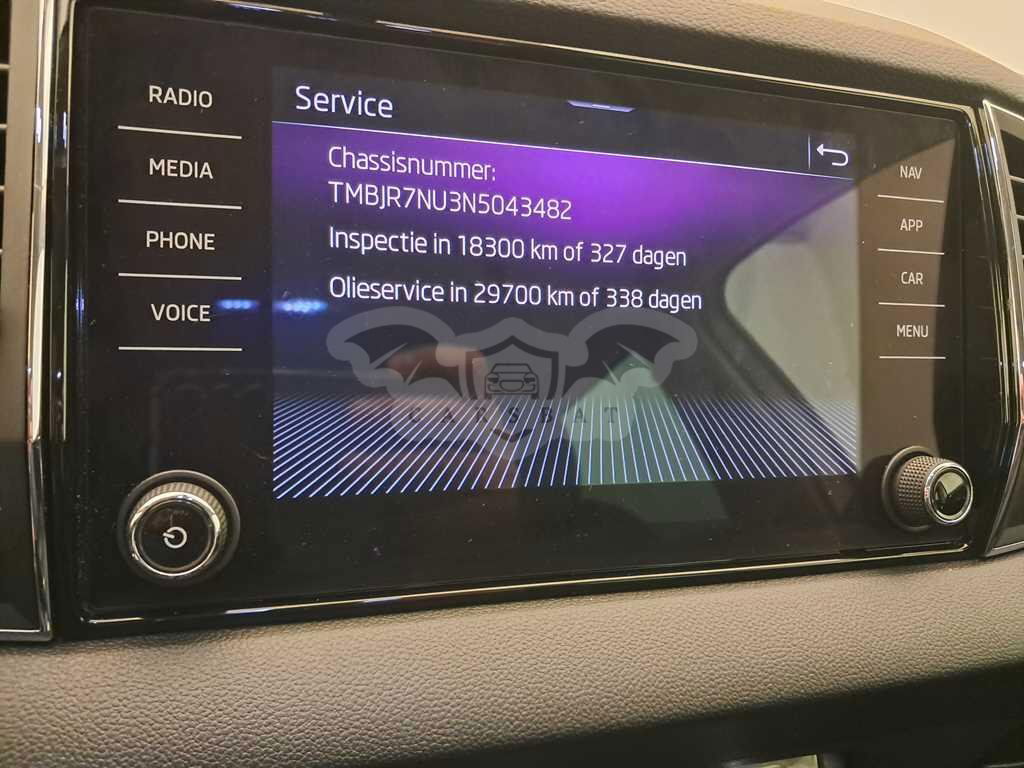 RADIO
MEDIA
PHONE
VOICE
Service
Chassisnummer:
TMBJR7NU3N5043482
Inspectie in 18300 km of 327 dagen
Olieservice in 29700 km of 338 dagen
CARSBAT
NAV
APP
CAR
MENU